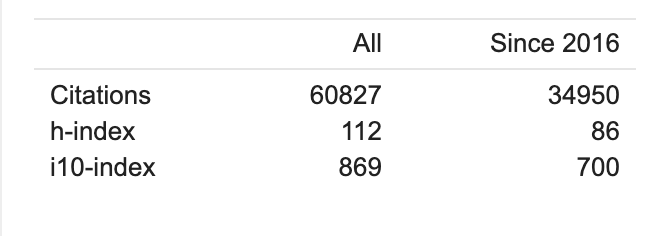 All Since 2016
Citations 60827 34950
h-index 112 86
i10-index 869 700